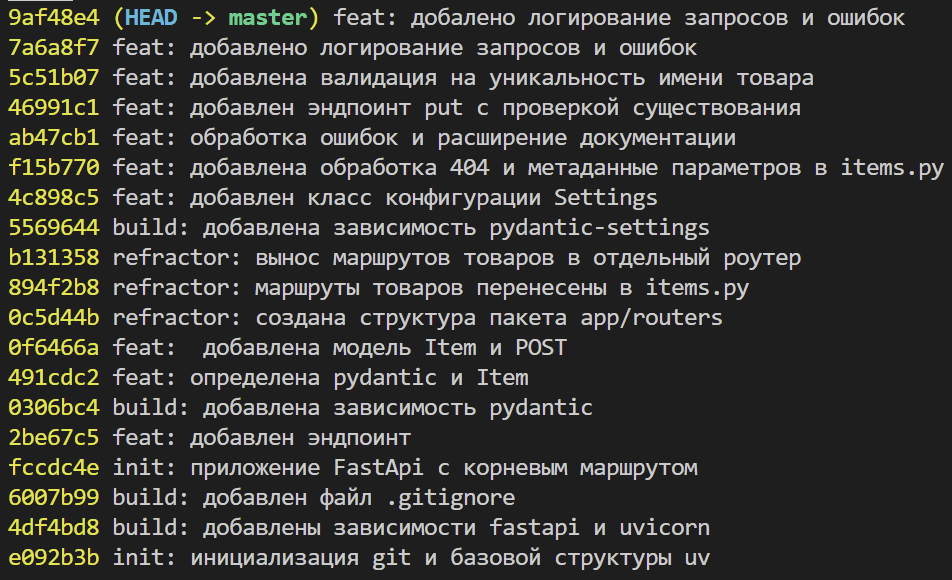 9af48e4 (HEAD -> master) feat: добалено логирование запросов и ошибок
7a6a8f7 feat: добавлено логирование запросов и ошибок
5c51b07 feat: добавлена валидация на уникальность имени товара
46991c1 feat: добавлен эндпоинт put с проверкой существования
ab47cb1 feat: обработка ошибок и расширение документации
f15b770 feat: добавлена обработка 404 и метаданные параметров в items.py
4c898c5 feat: добавлен класс конфигурации Settings
5569644 build: добавлена зависимость pydantic-settings
b131358 refractor: вынос маршрутов товаров в отдельный роутер
894f2b8 refractor: маршруты товаров перенесены в items.py
0c5d44b refractor: создана структура пакета app/routers
0f6466a feat:  добавлена модель Item и POST
491cdc2 feat: определена pydantic и Item
0306bc4 build: добавлена зависимость pydantic
2be67c5 feat: добавлен эндпоинт
fccdc4e init: приложение FastApi с корневым маршрутом
6007b99 build: добавлен файл .gitignore
4df4bd8 build: добавлены зависимости fastapi и uvicorn
e092b3b init: инициализация git и базовой структуры uv